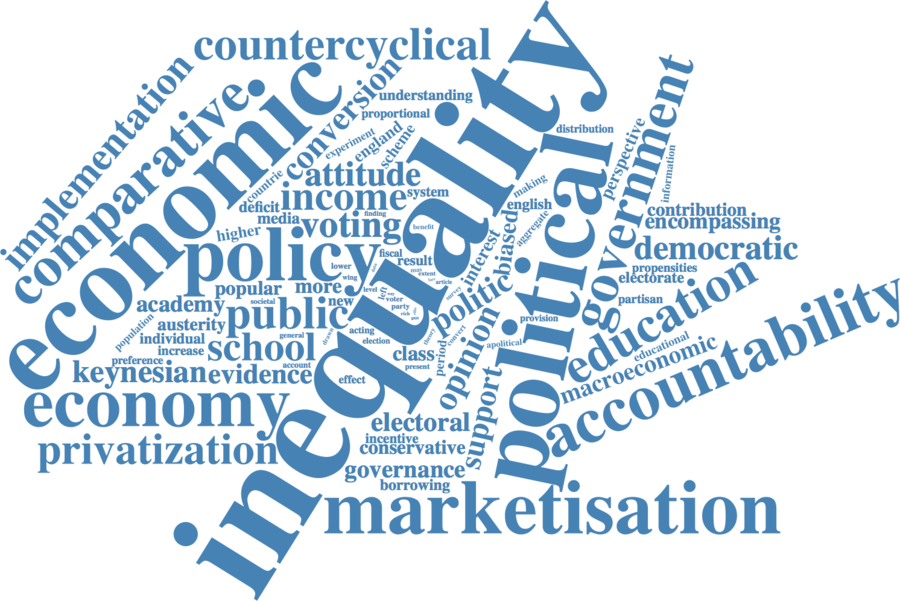 countercyclical
implementation
comparative
economic
conversion
understanding
proportional
experiment
england
scheme
inequality
distribution
political
perspective
government
information
countrie
attitude
income
system
deficit
media
finding
voting
higher
making
english
aggregate
biased
interest
benefit
contribution
encompassing
democratic
propensities
electorate
partisan
policy
fiscal
result
lower
wing
extent
article
survey
level
popular
more
new
societal
academy
public
left
voter
party
rich
politic
provision
population
austerity
individual
increase
school
general
account
preference
drawn
acting
election
theory
convert
apolitical
opinion
education
educational
macroeconomic
accountability
keynesian
evidence
effect
class
present
period
economy
privatization
electoral
incentive
conservative
support
governance
borrowing
marketisation